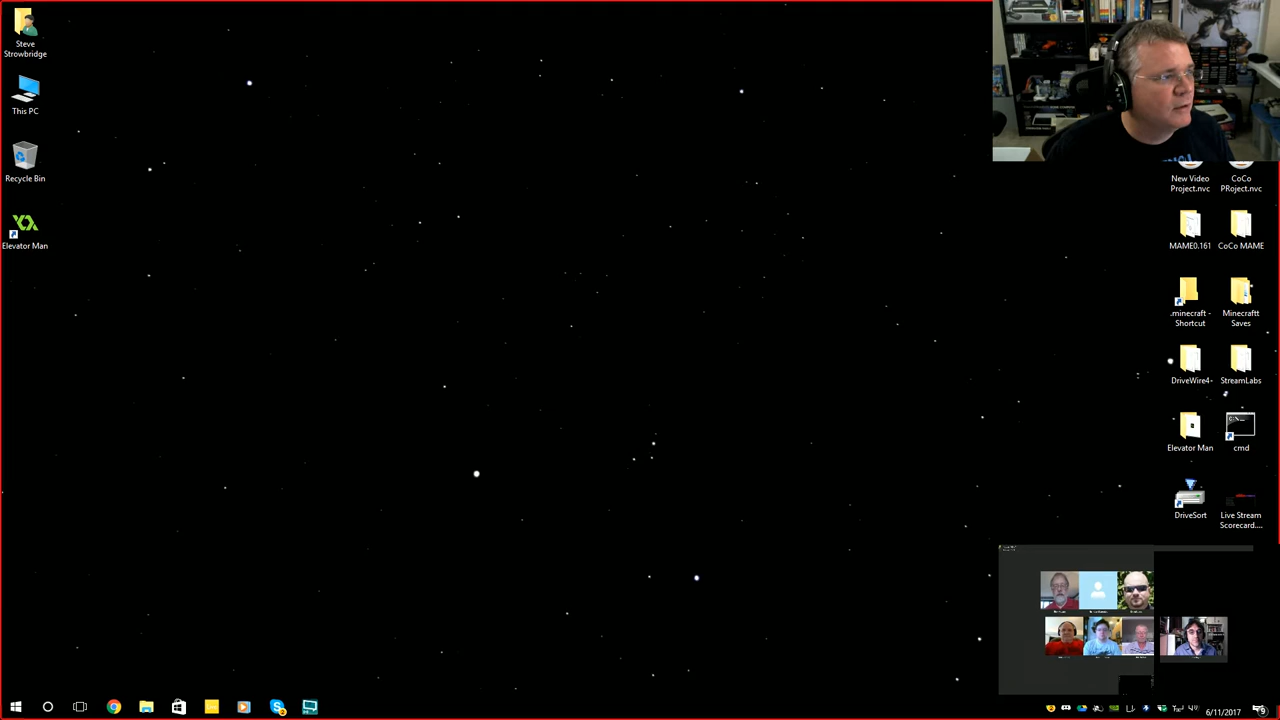 Steve
Strowbridge
This PC
Recycle Bin
Elevator Man
New Video
Project.nvc
CoCo
PRoject.nvc
MAME0.161
CoCo MAME
.minecraft -
Shortcut
Minecraftt
Saves
DriveWire4-
StreamLabs
Elevator Man
C:\
cmd
DriveSort
Live Stream
Scorecard....
6/11/2017